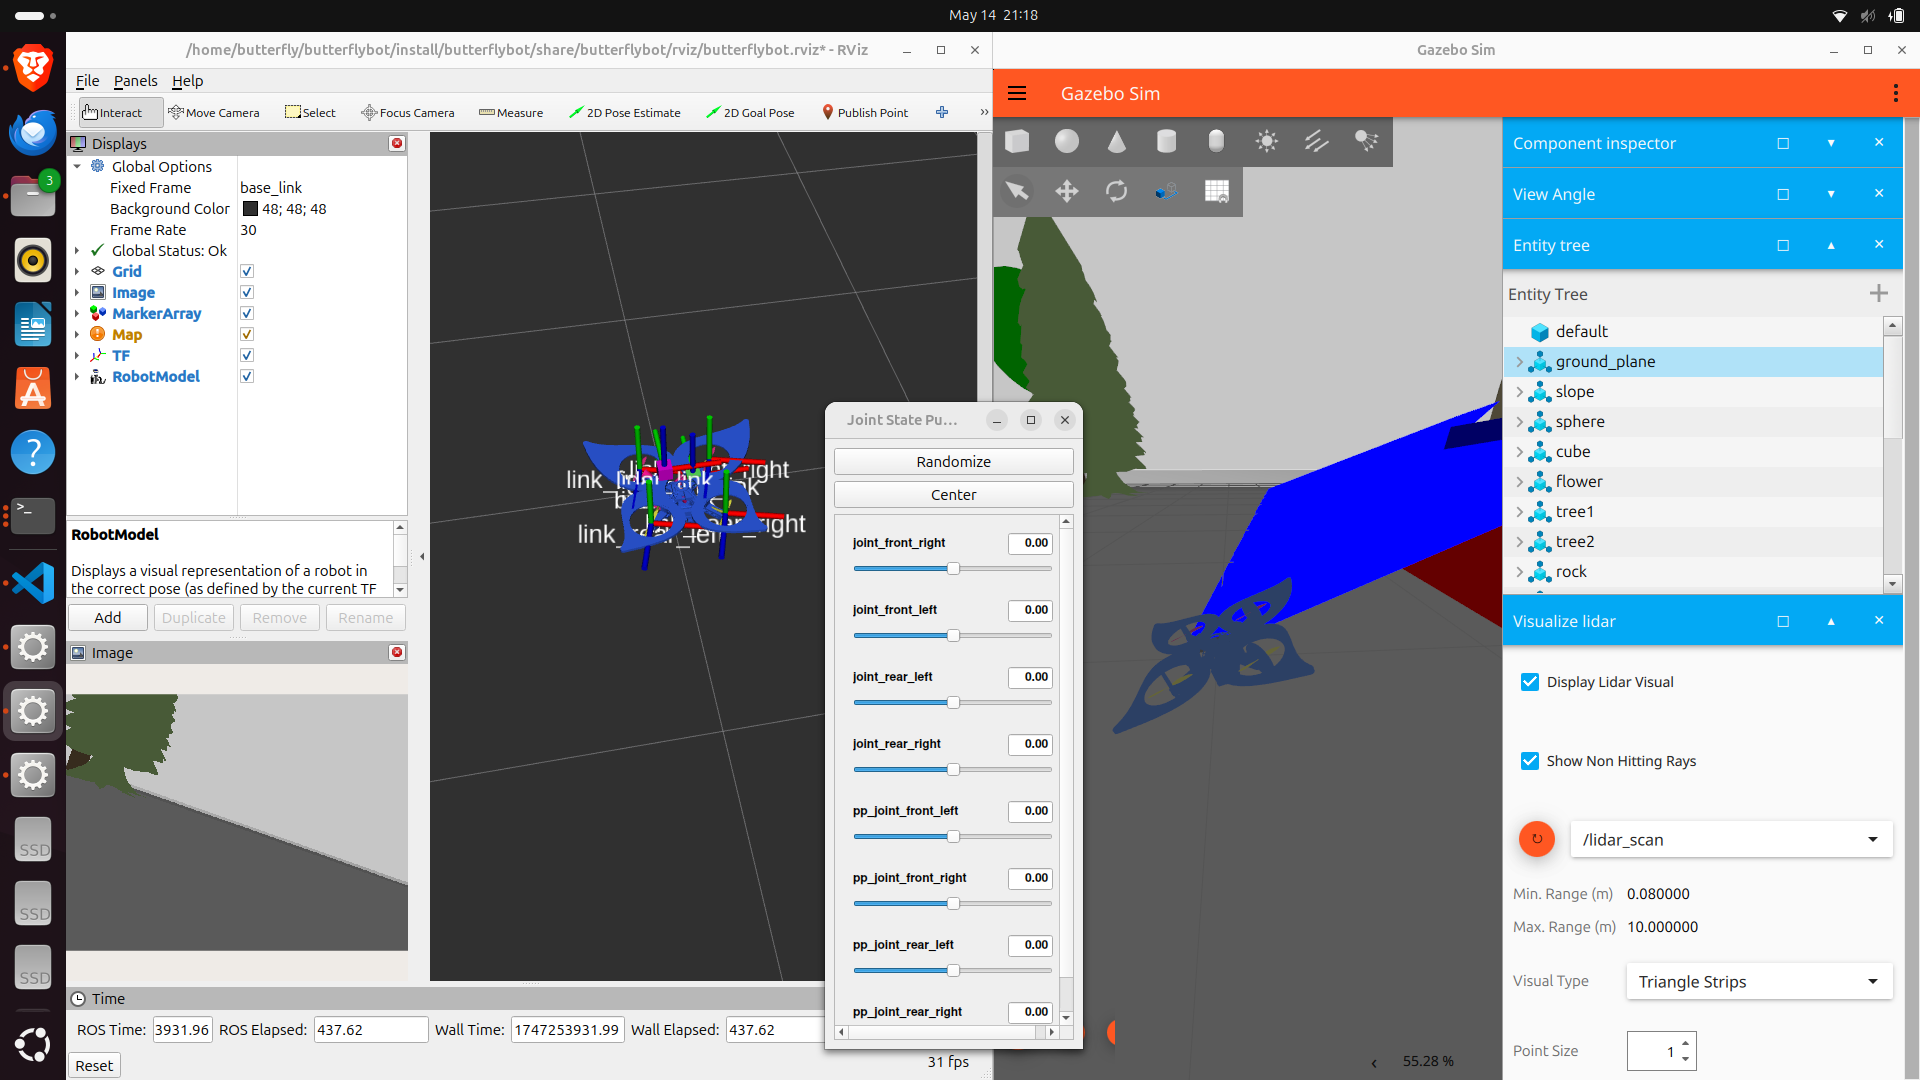 May 14 21:18
/home/butterfly/butterflybot/install/butterflybot/share/butterflybot/rviz/butterflybot.rviz* - RViz
File Panels Help
Interact Move Camera Select Focus Camera Measure 2D Pose Estimate 2D Goal Pose Publish Point
Displays
Global Options
Fixed Frame base_link
Background Color 48; 48; 48
Frame Rate 30
Global Status: Ok
Grid
Image
MarkerArray
Map
TF
RobotModel
RobotModel
Displays a visual representation of a robot in
the correct pose (as defined by the current TF
Add Duplicate Remove Rename
Image
Time
ROS Time: 3931.96 ROS Elapsed: 437.62 Wall Time: 1747253931.99 Wall Elapsed: 437.62
Reset
31 fps
3
SSD
SSD
SSD
Joint State Pu...
Randomize
Center
joint_front_right 0.00
joint_front_left 0.00
joint_rear_left 0.00
joint_rear_right 0.00
pp_joint_front_left 0.00
pp_joint_front_right 0.00
pp_joint_rear_left 0.00
pp_joint_rear_right 0.00
Gazebo Sim
Gazebo Sim
Component inspector
View Angle
Entity tree
Entity Tree
default
ground_plane
slope
sphere
cube
flower
tree1
tree2
rock
Visualize lidar
Display Lidar Visual
Show Non Hitting Rays
/lidar_scan
Min. Range (m) 0.080000
Max. Range (m) 10.000000
Visual Type Triangle Strips
Point Size 1
55.28 %